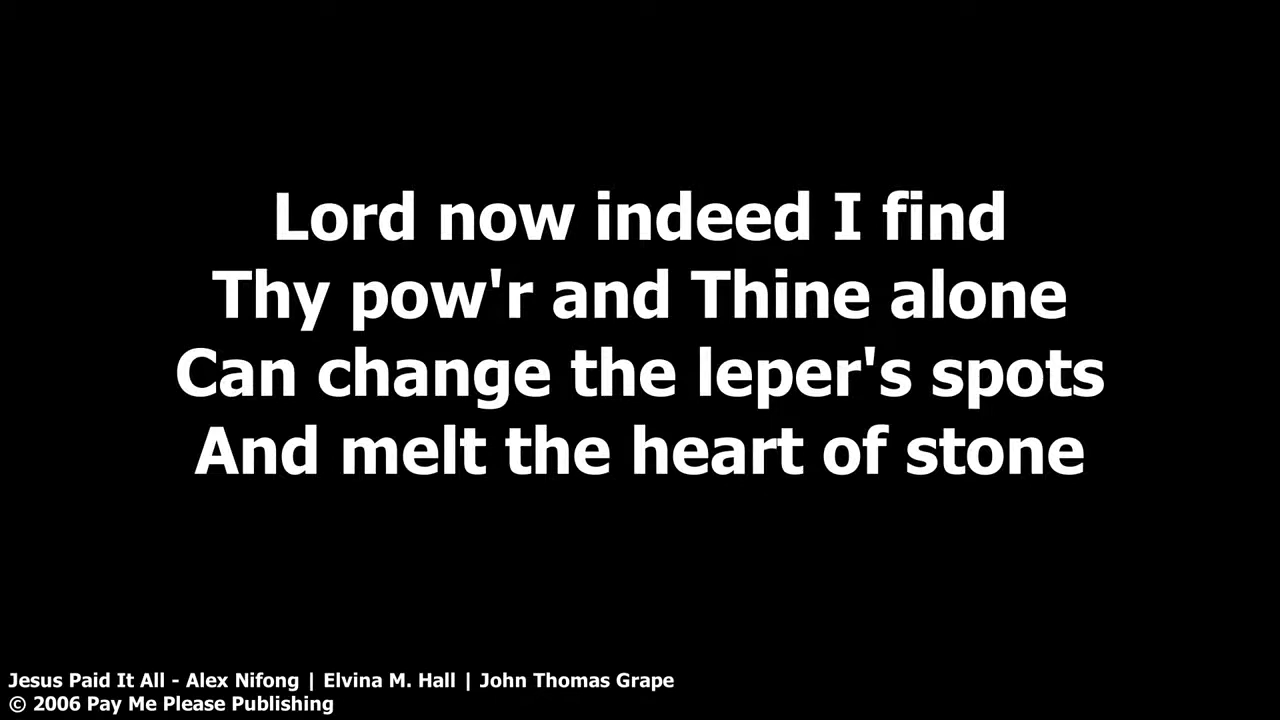 Lord now indeed I find
Thy pow'r and Thine alone
Can change the leper's spots
And melt the heart of stone
Jesus Paid It All - Alex Nifong | Elvina M. Hall | John Thomas Grape
© 2006 Pay Me Please Publishing